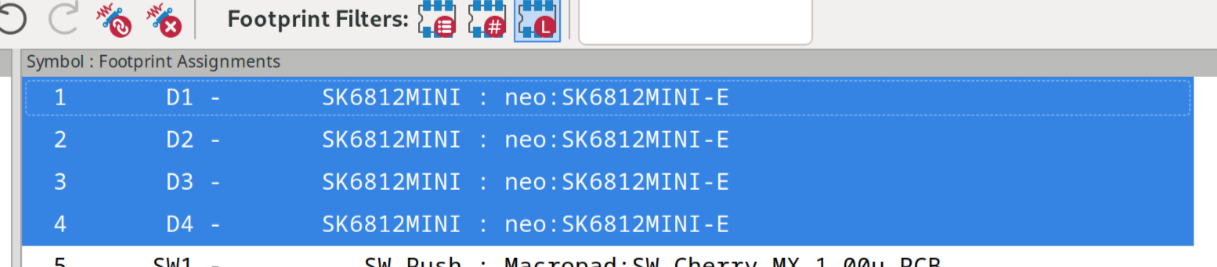 Footprint Filters: # L
Symbol : Footprint Assignments
1 D1 - SK6812MINI : neo:SK6812MINI-E
2 D2 - SK6812MINI : neo:SK6812MINI-E
3 D3 - SK6812MINI : neo:SK6812MINI-E
4 D4 - SK6812MINI : neo:SK6812MINI-E
5 SW1 - SW_Push : Macropad:SW_Cherry_MX_1.00u_PCB